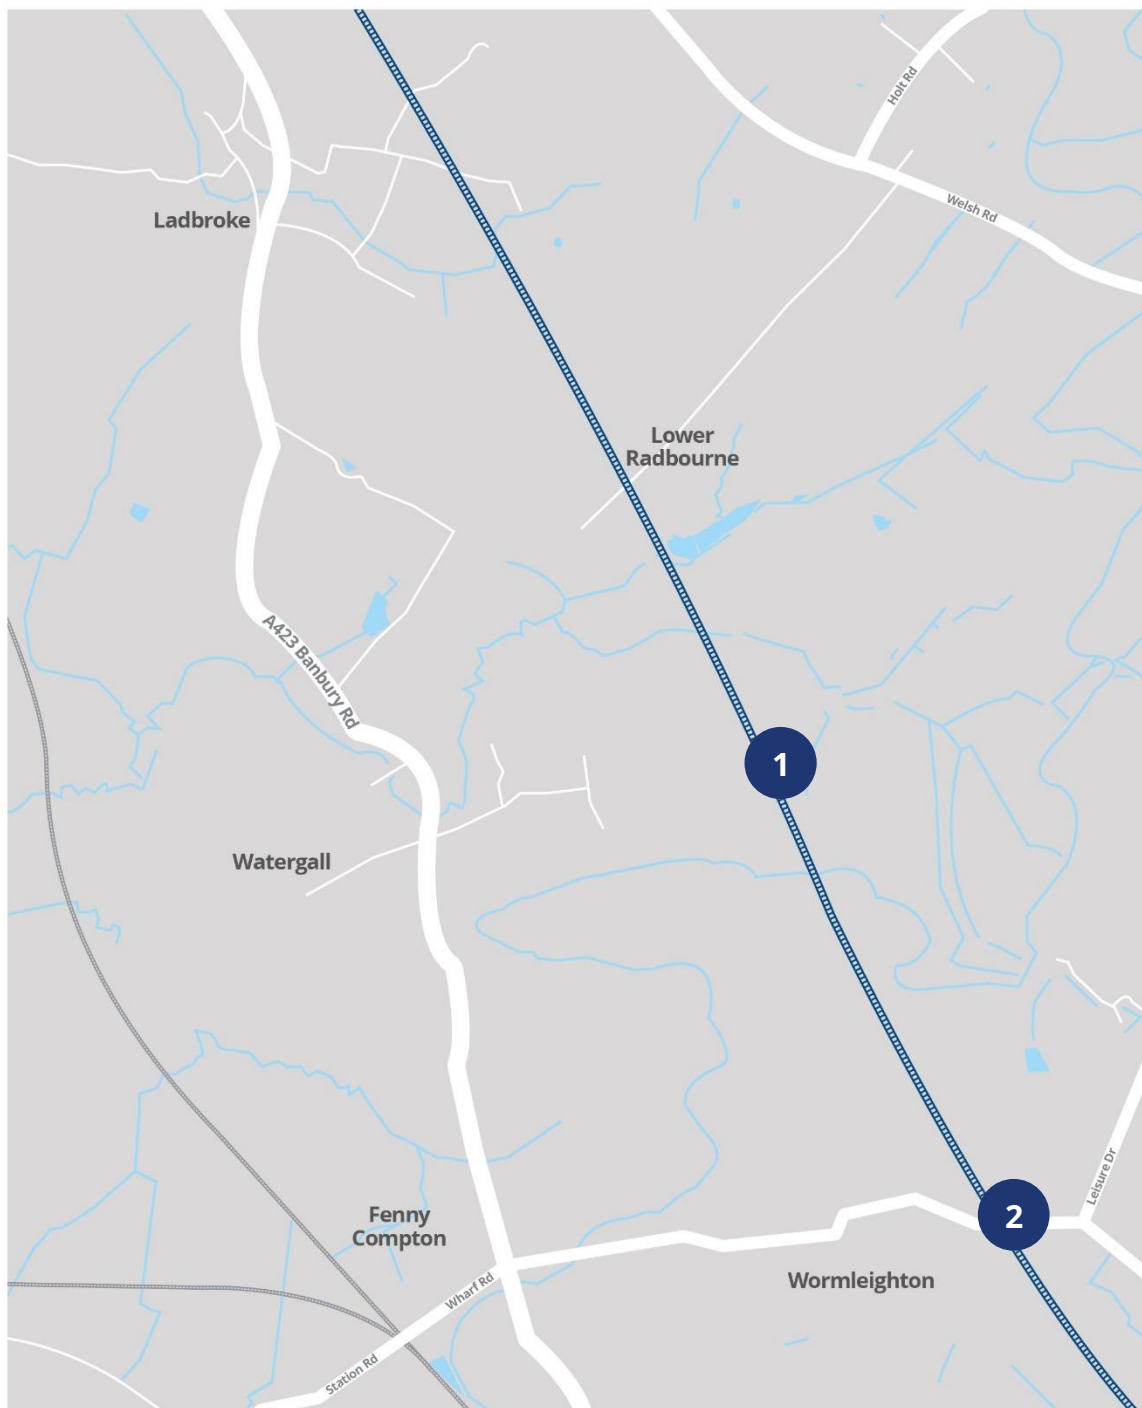 Holt Rd
Welsh Rd
Ladbroke
Lower
Radbourne
A423 Banbury Rd
1
Watergall
Leisure Dr
2
Fenny
Compton
Wharf Rd
Wormleighton
Station Rd